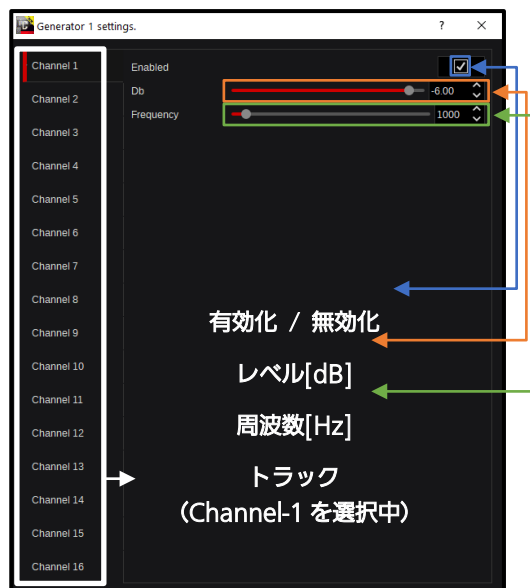 Generator 1 settings.
Channel 1
Channel 2
Channel 3
Channel 4
Channel 5
Channel 6
Channel 7
Channel 8
Channel 9
Channel 10
Channel 11
Channel 12
Channel 13
Channel 14
Channel 15
Channel 16
Enabled
Db -6.00
Frequency 1000
有効化 / 無効化
レベル[dB]
周波数[Hz]
トラック
(Channel-1 を選択中)